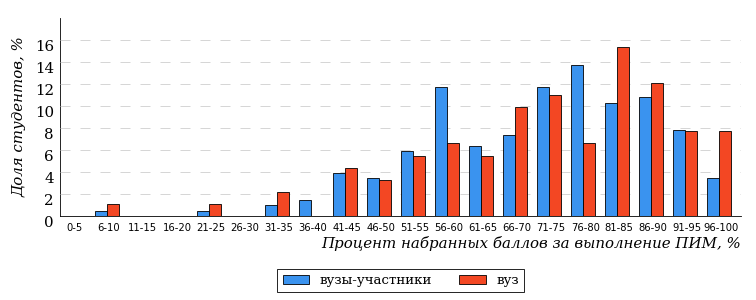 Доля студентов, %
16
14
12
10
8
6
4
2
0
0-5 6-10 11-15 16-20 21-25 26-30 31-35 36-40 41-45 46-50 51-55 56-60 61-65 66-70 71-75 76-80 81-85 86-90 91-95 96-100
Процент набранных баллов за выполнение ПИМ, %
вузы-участники вуз